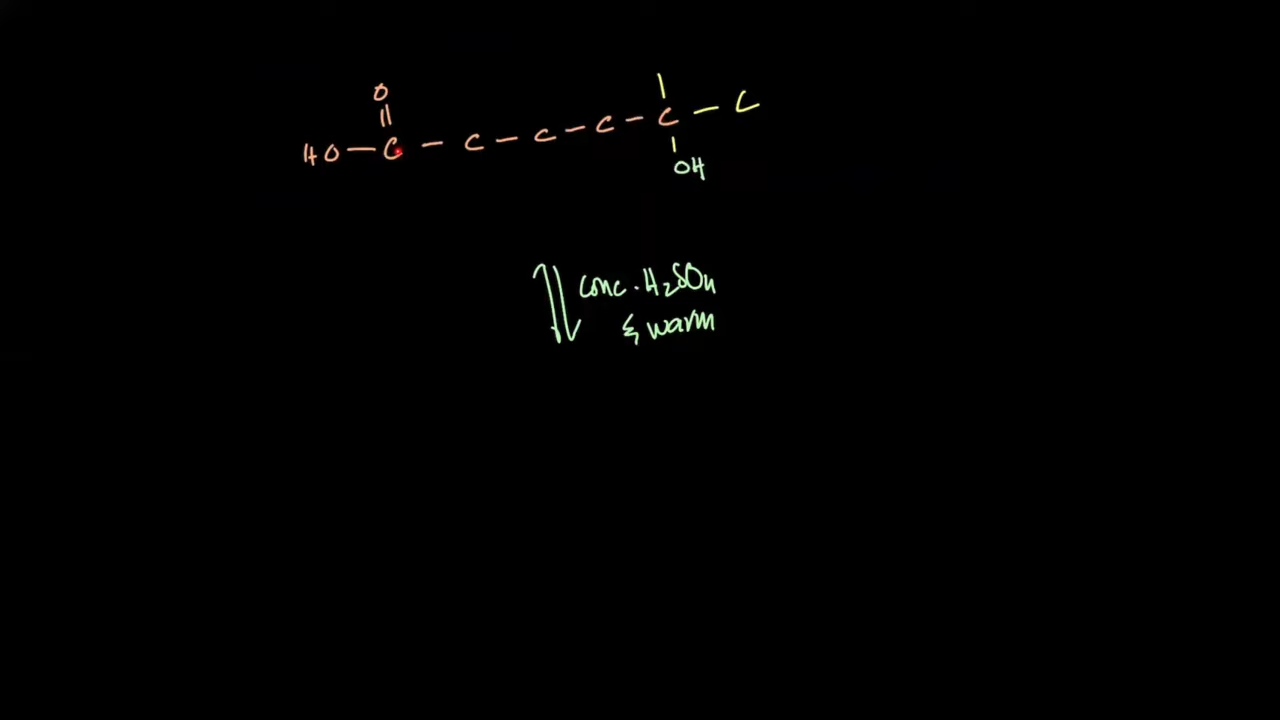 O
HO - C - C - C - C - C - C
OH
conc. H₂SO₄
& warm